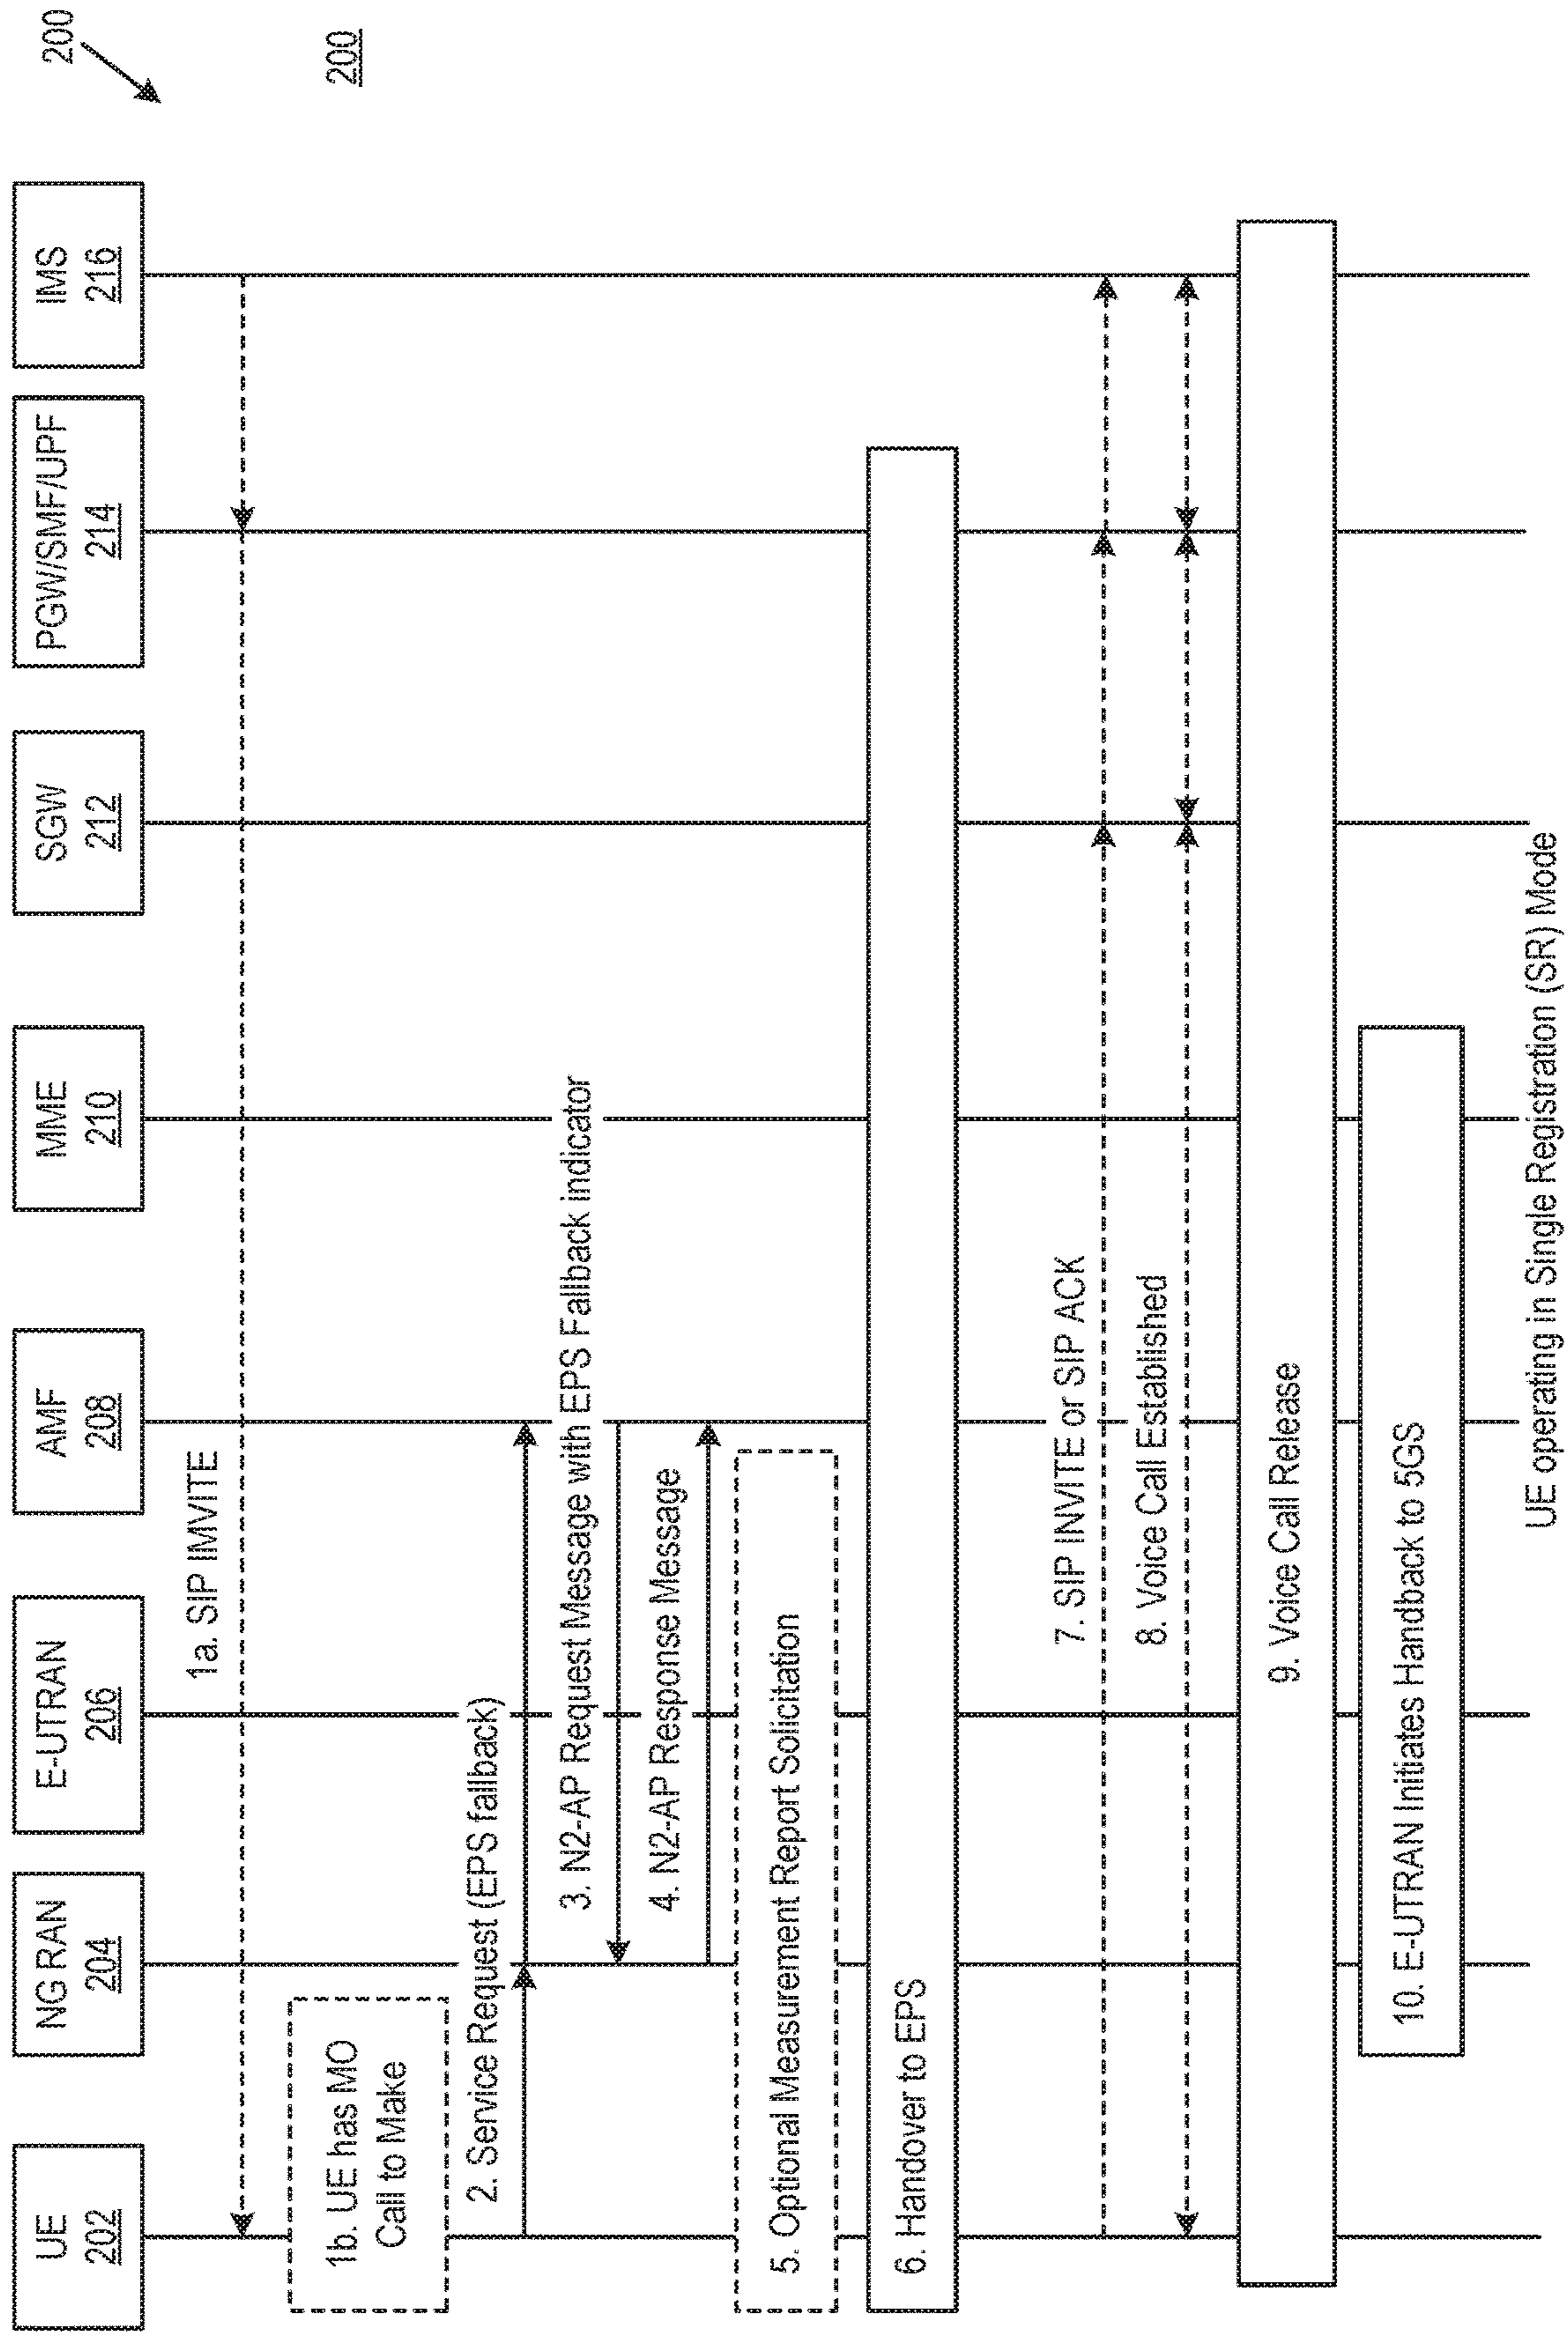 200
200
UE
202
NG RAN
204
E-UTRAN
206
AMF
208
MME
210
SGW
212
PGW/SMF/UPF
214
IMS
216
1a. SIP IMVITE
1b. UE has MO
Call to Make
2. Service Request (EPS fallback)
3. N2-AP Request Message with EPS Fallback indicator
4. N2-AP Response Message
5. Optional Measurement Report Solicitation
6. Handover to EPS
7. SIP INVITE or SIP ACK
8. Voice Call Established
9. Voice Call Release
10. E-UTRAN Initiates Handback to 5GS
UE operating in Single Registration (SR) Mode